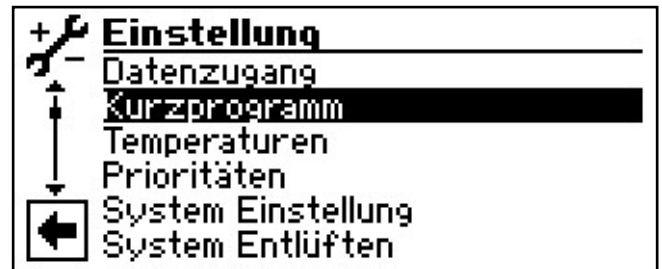 Einstellung
Datenzugang
Kurzprogramm
Temperaturen
Prioritäten
System Einstellung
System Entlüften